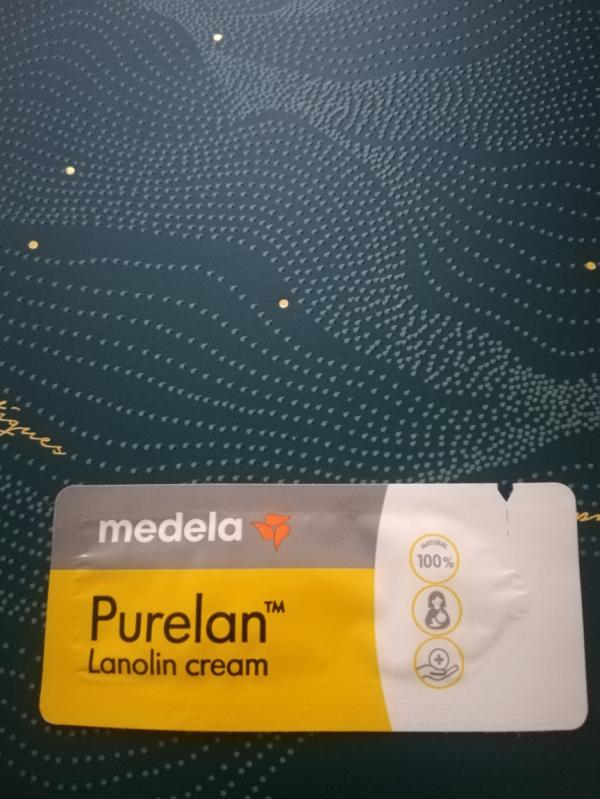 medela
Purelan™
Lanolin cream
NATURAL
100%